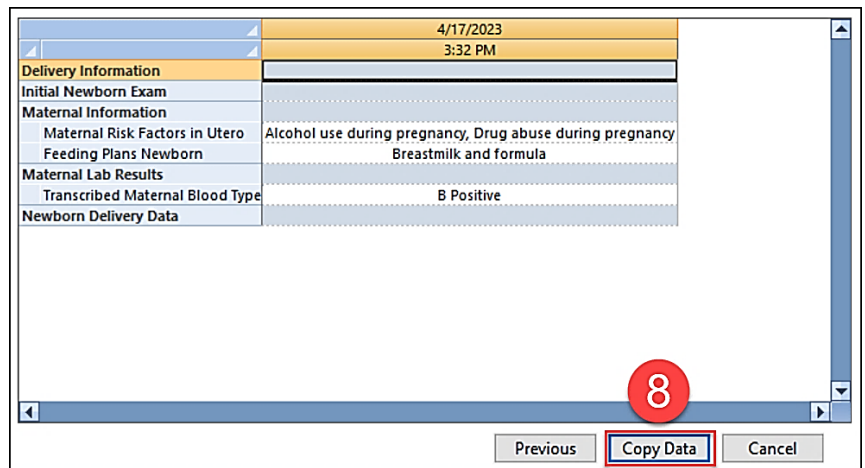 4/17/2023
3:32 PM
Delivery Information
Initial Newborn Exam
Maternal Information
Maternal Risk Factors in Utero Alcohol use during pregnancy, Drug abuse during pregnancy
Feeding Plans Newborn Breastmilk and formula
Maternal Lab Results
Transcribed Maternal Blood Type B Positive
Newborn Delivery Data
8
Previous Copy Data Cancel